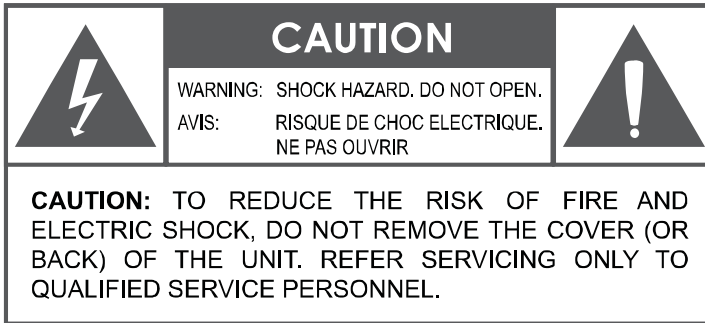 CAUTION
WARNING: SHOCK HAZARD. DO NOT OPEN.
AVIS: RISQUE DE CHOC ELECTRIQUE.
NE PAS OUVRIR
CAUTION: TO REDUCE THE RISK OF FIRE AND
ELECTRIC SHOCK, DO NOT REMOVE THE COVER (OR
BACK) OF THE UNIT. REFER SERVICING ONLY TO
QUALIFIED SERVICE PERSONNEL.